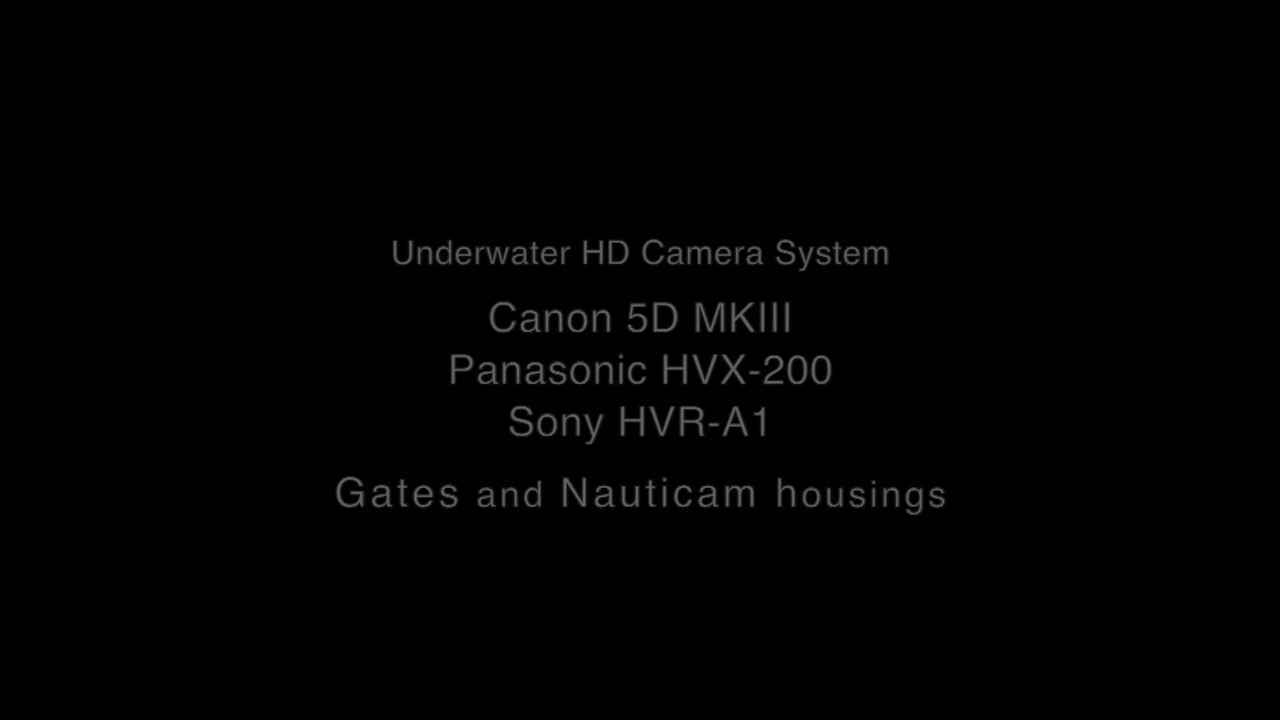 Underwater HD Camera System
Canon 5D MKIII
Panasonic HVX-200
Sony HVR-A1
Gates and Nauticam housings